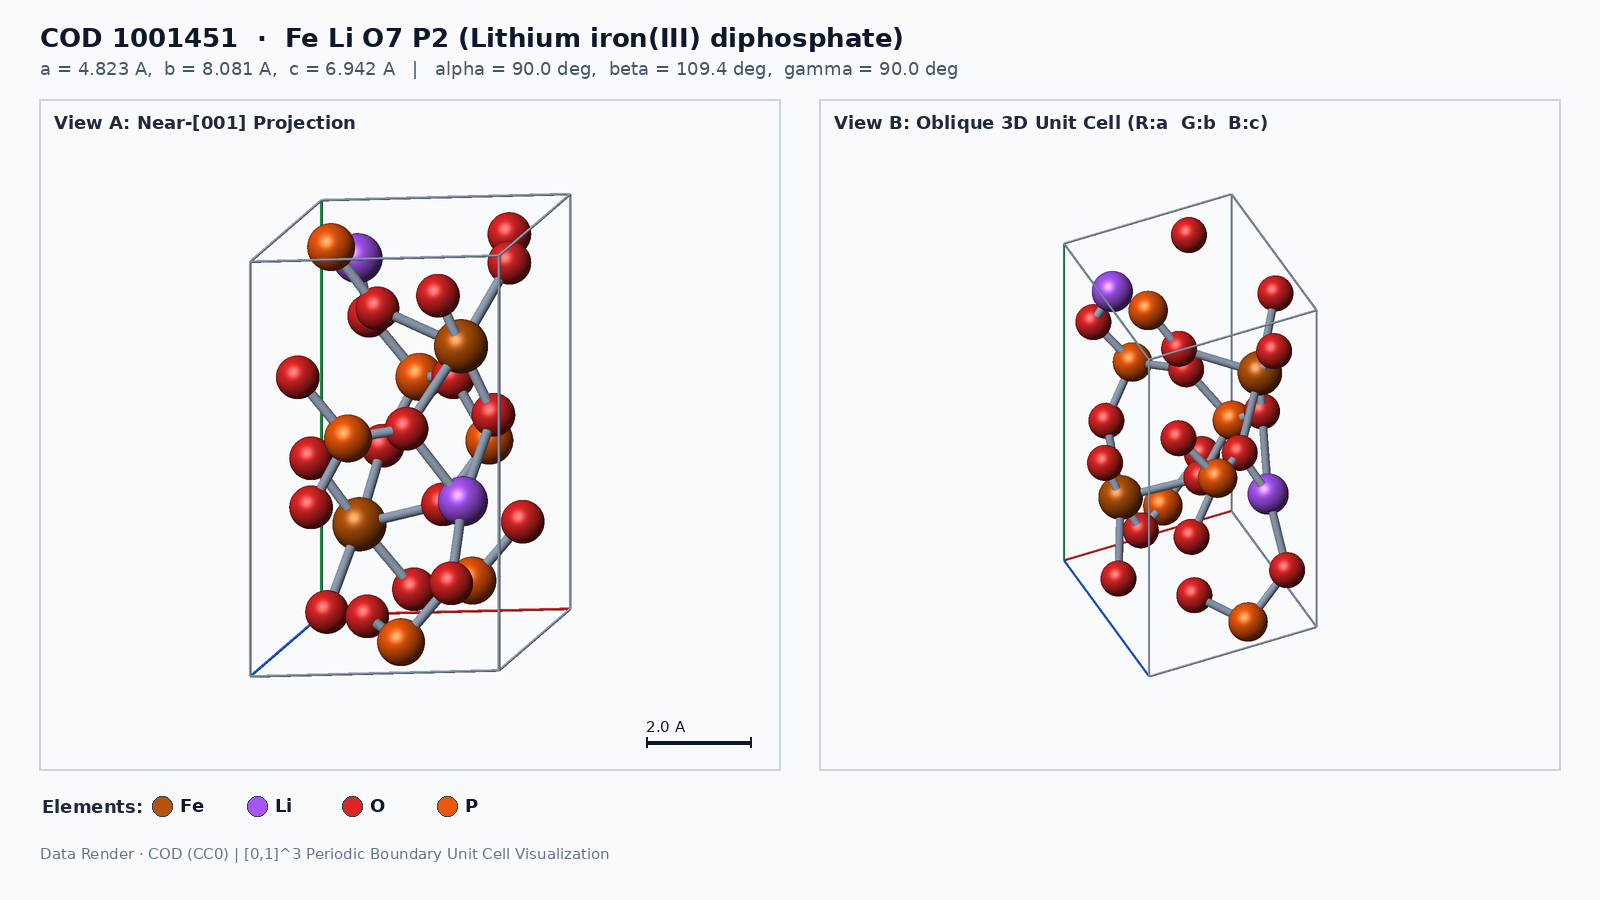 COD 1001451 · Fe Li O7 P2 (Lithium iron(III) diphosphate)
a = 4.823 A, b = 8.081 A, c = 6.942 A | alpha = 90.0 deg, beta = 109.4 deg, gamma = 90.0 deg
View A: Near-[001] Projection
View B: Oblique 3D Unit Cell (R:a G:b B:c)
2.0 A
Elements: Fe Li O P
Data Render · COD (CC0) | [0,1]^3 Periodic Boundary Unit Cell Visualization